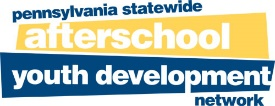 pennsylvania statewide
afterschool
youth development
network